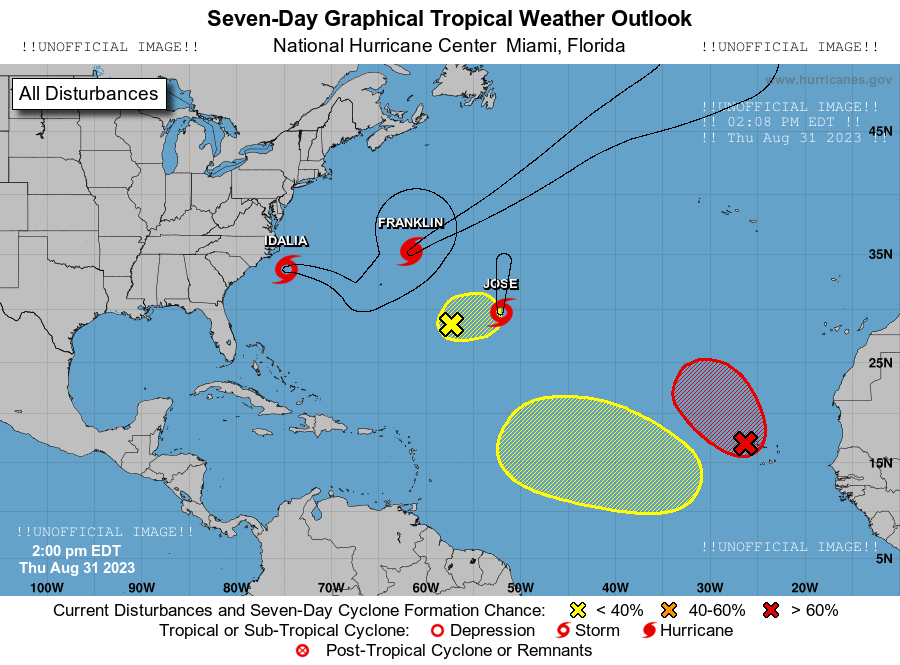 Seven-Day Graphical Tropical Weather Outlook
!!UNOFFICIAL IMAGE!! National Hurricane Center Miami, Florida !!UNOFFICIAL IMAGE!!
www.hurricanes.gov
All Disturbances
!!UNOFFICIAL IMAGE!!
!! 02:08 PM EDT !!
!! Thu Aug 31 2023 !!
45N
FRANKLIN
IDALIA
35N
JOSE
25N
15N
!!UNOFFICIAL IMAGE!!
!!UNOFFICIAL IMAGE!!
2:00 pm EDT
5N
Thu Aug 31 2023
100W 90W 80W 70W 60W 50W 40W 30W 20W
Current Disturbances and Seven-Day Cyclone Formation Chance: < 40% 40-60% > 60%
Tropical or Sub-Tropical Cyclone: Depression Storm Hurricane
Post-Tropical Cyclone or Remnants